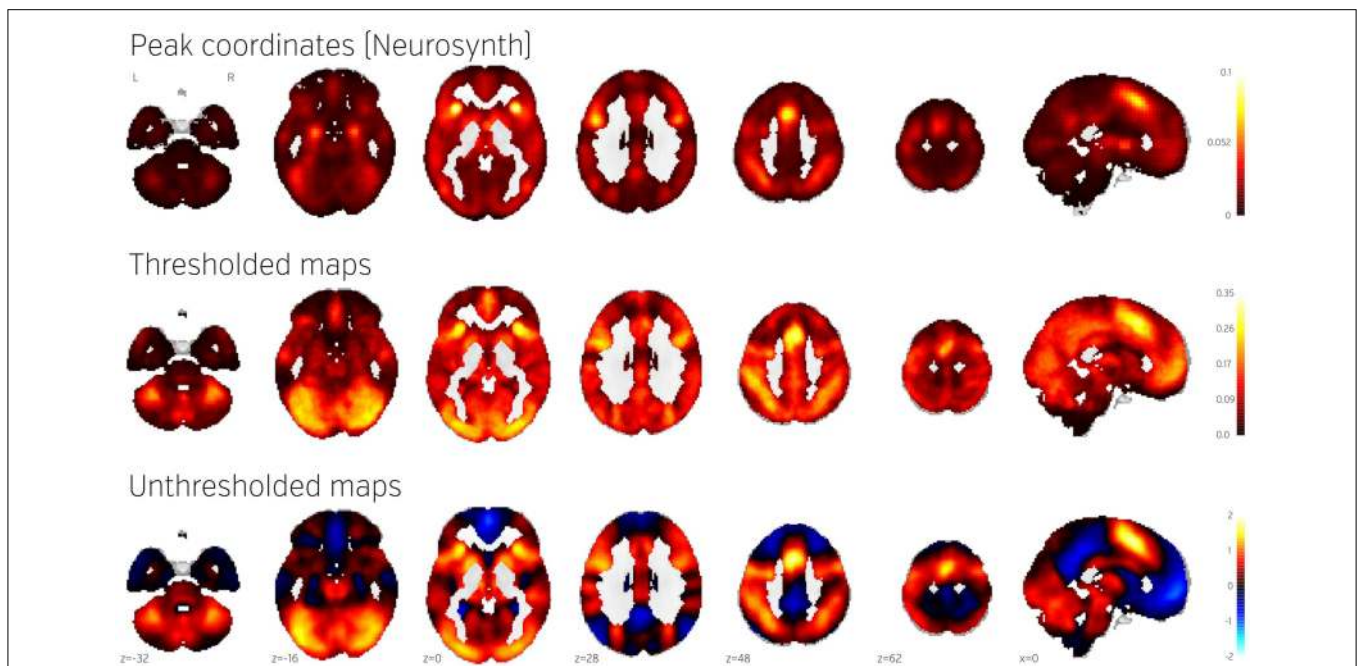 Peak coordinates (Neurosynth)
L R
0.1
0.052
0
Thresholded maps
0.35
0.26
0.17
0.09
0.0
Unthresholded maps
2
1
0
-1
-2
z=-32 z=-16 z=0 z=28 z=48 z=62 x=0